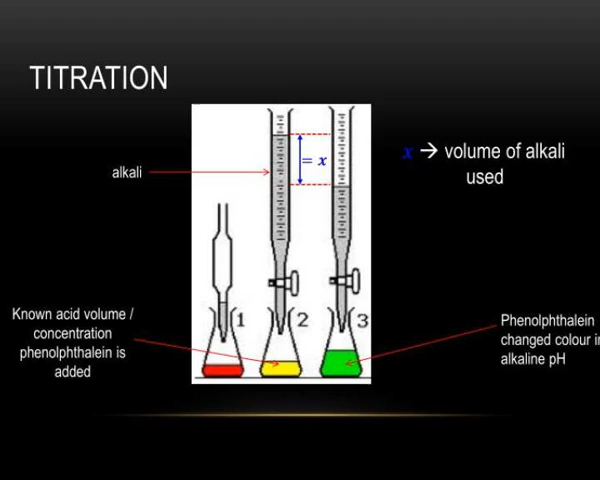 TITRATION
= x
x → volume of alkali
used
alkali
1
2
3
Known acid volume /
concentration
phenolphthalein is
added
Phenolphthalein
changed colour in
alkaline pH